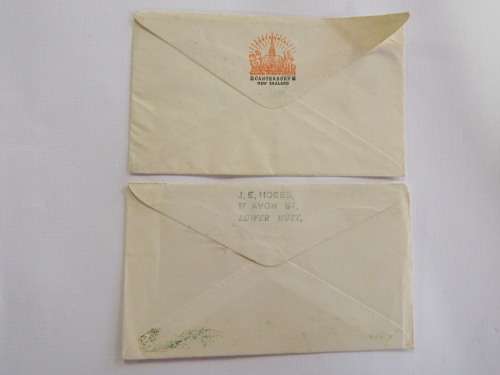 CANTERBURY
NEW ZEALAND
J. E. HOBBS,
17 AVON ST,
LOWER HUTT,